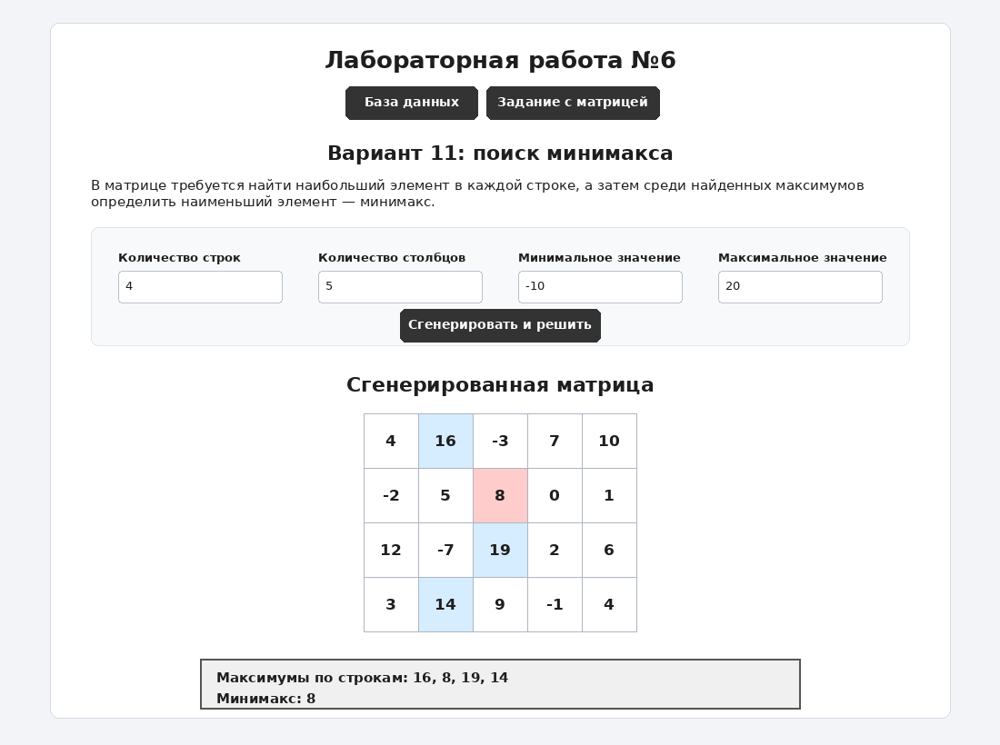 Лабораторная работа №6
База данных Задание с матрицей
Вариант 11: поиск минимакса
В матрице требуется найти наибольший элемент в каждой строке, а затем среди найденных максимумов
определить наименьший элемент — минимакс.
Количество строк Количество столбцов Минимальное значение Максимальное значение
4 5 -10 20
Сгенерировать и решить
Сгенерированная матрица
4 16 -3 7 10
-2 5 8 0 1
12 -7 19 2 6
3 14 9 -1 4
Максимумы по строкам: 16, 8, 19, 14
Минимакс: 8